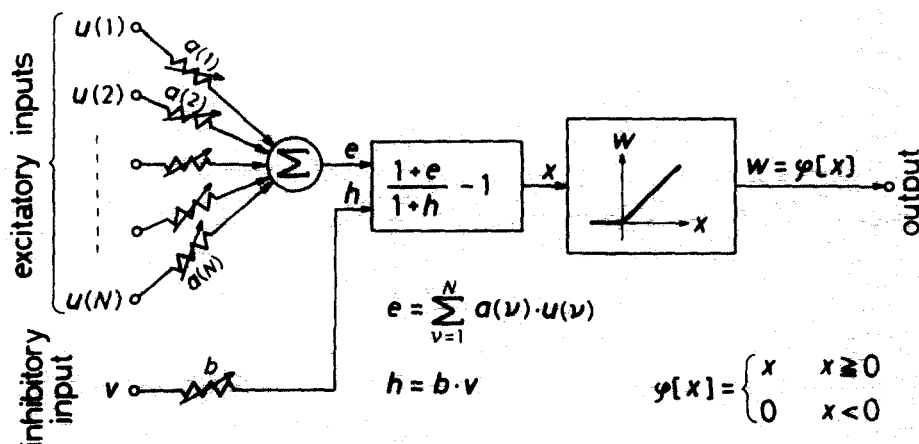 excitatory inputs
u(1)
a(1)
u(2)
a(2)
u(N)
a(N)
Σ
e
h
(1+e)/(1+h) - 1
x
w
x
w = φ[x]
output
e = Σ_{ν=1}^{N} a(ν)·u(ν)
inhibitory input
v
b
h = b·v
φ[x] = { x  x ≧ 0
0  x < 0